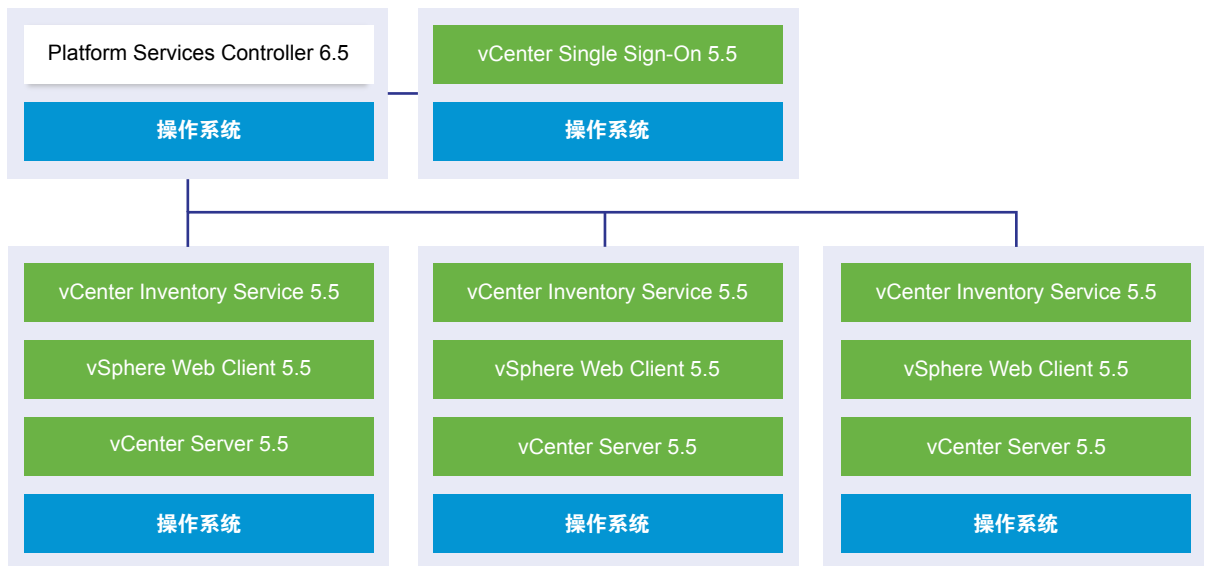 Platform Services Controller 6.5
操作系统
vCenter Single Sign-On 5.5
操作系统
vCenter Inventory Service 5.5
vSphere Web Client 5.5
vCenter Server 5.5
操作系统
vCenter Inventory Service 5.5
vSphere Web Client 5.5
vCenter Server 5.5
操作系统
vCenter Inventory Service 5.5
vSphere Web Client 5.5
vCenter Server 5.5
操作系统